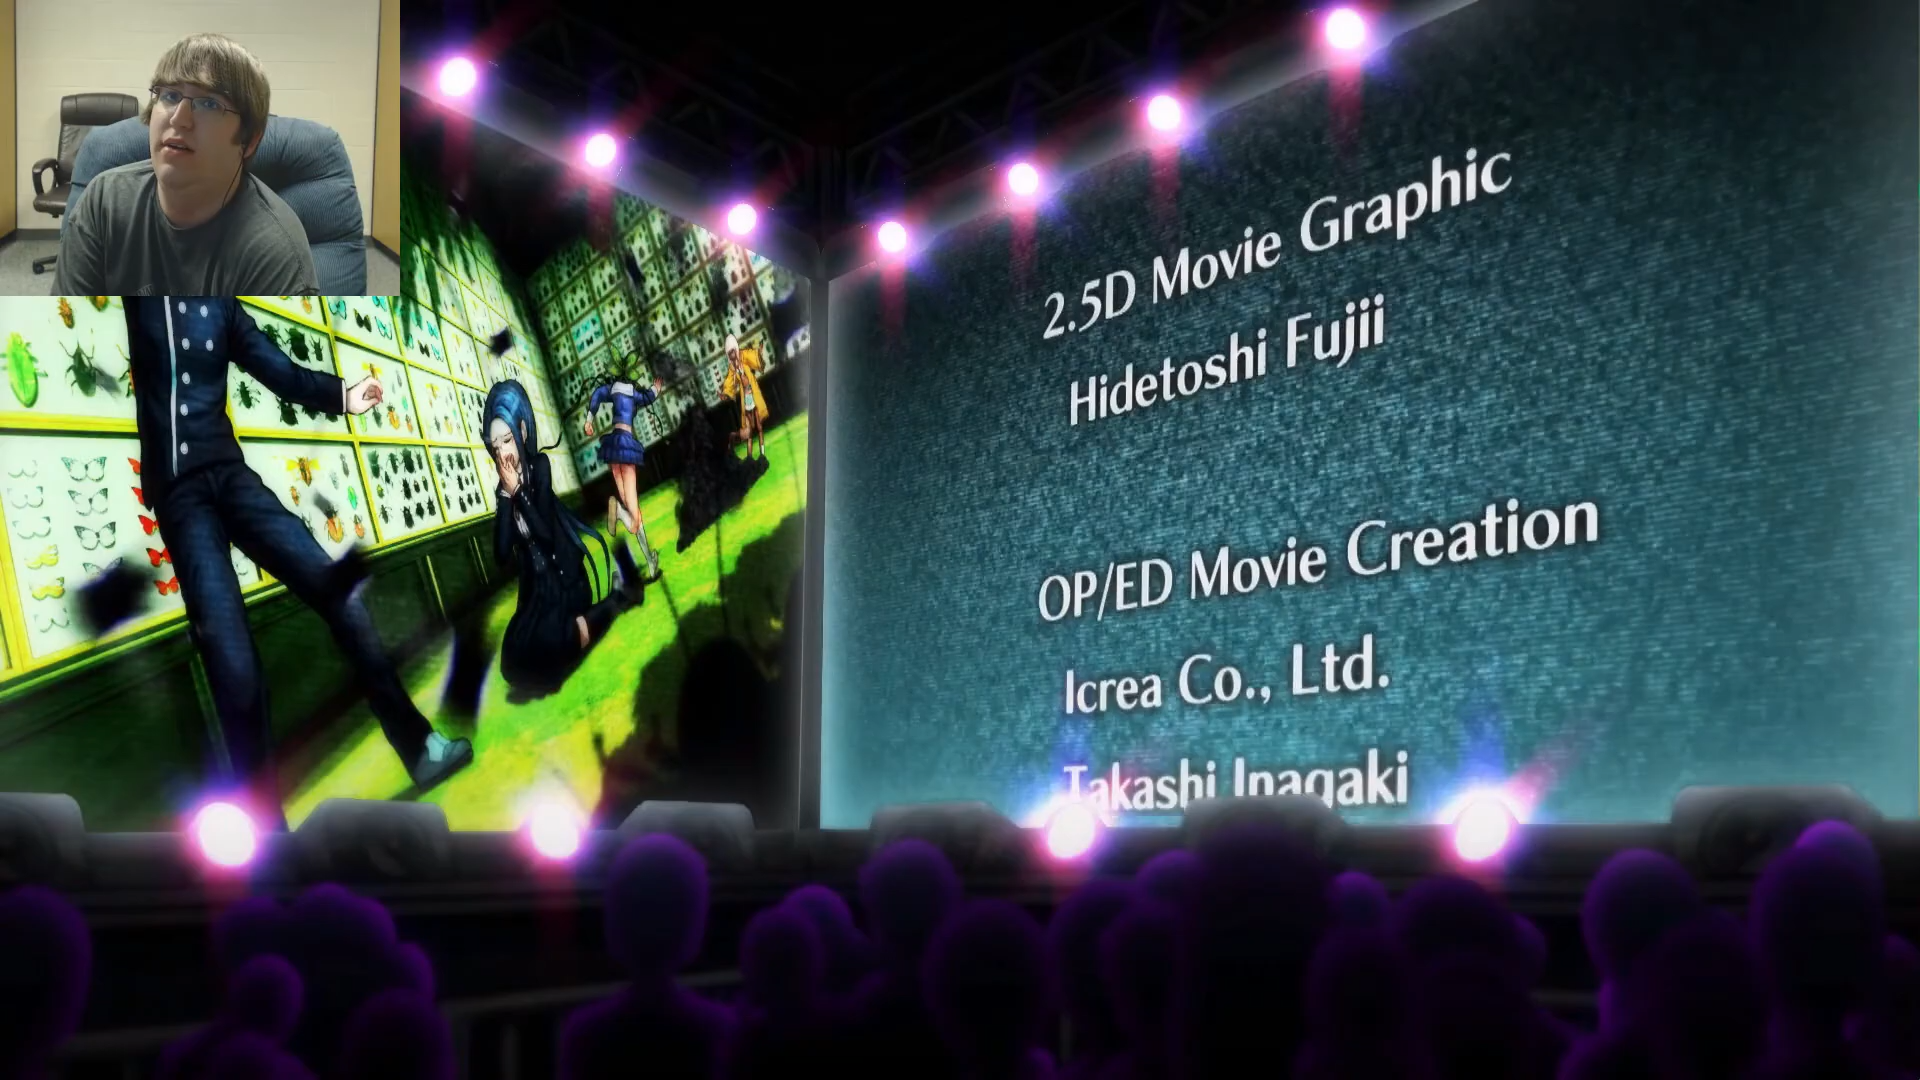 2.5D Movie Graphic
Hidetoshi Fujii
OP/ED Movie Creation
Icrea Co., Ltd.
Takashi Inagaki